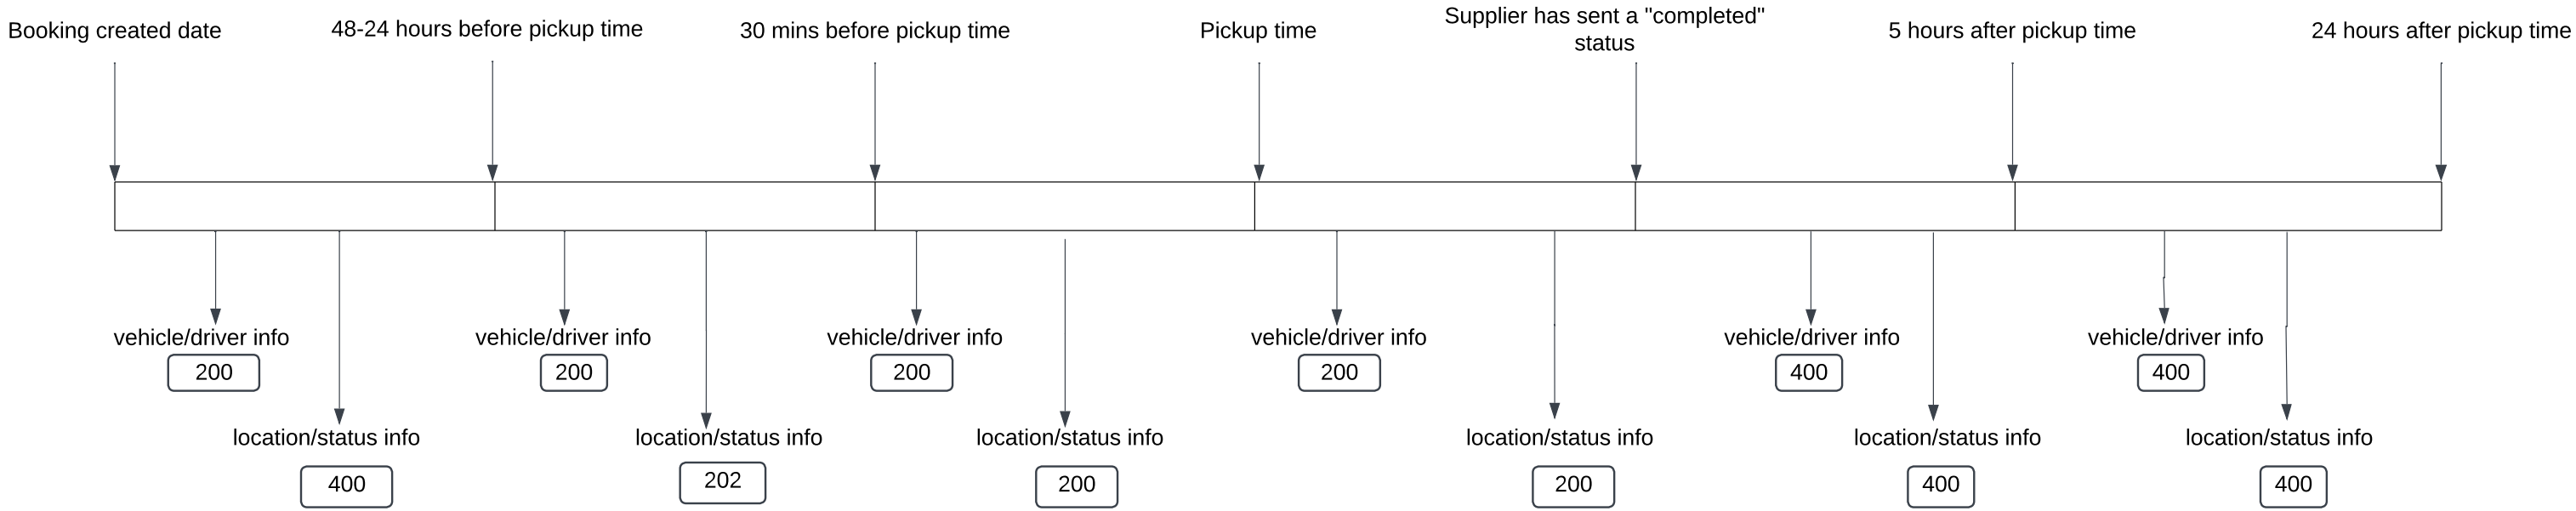 Booking created date
48-24 hours before pickup time
30 mins before pickup time
Pickup time
Supplier has sent a "completed"
status
5 hours after pickup time
24 hours after pickup time
vehicle/driver info
200
location/status info
400
vehicle/driver info
200
location/status info
202
vehicle/driver info
200
location/status info
200
vehicle/driver info
200
location/status info
200
vehicle/driver info
400
location/status info
400
vehicle/driver info
400
location/status info
400